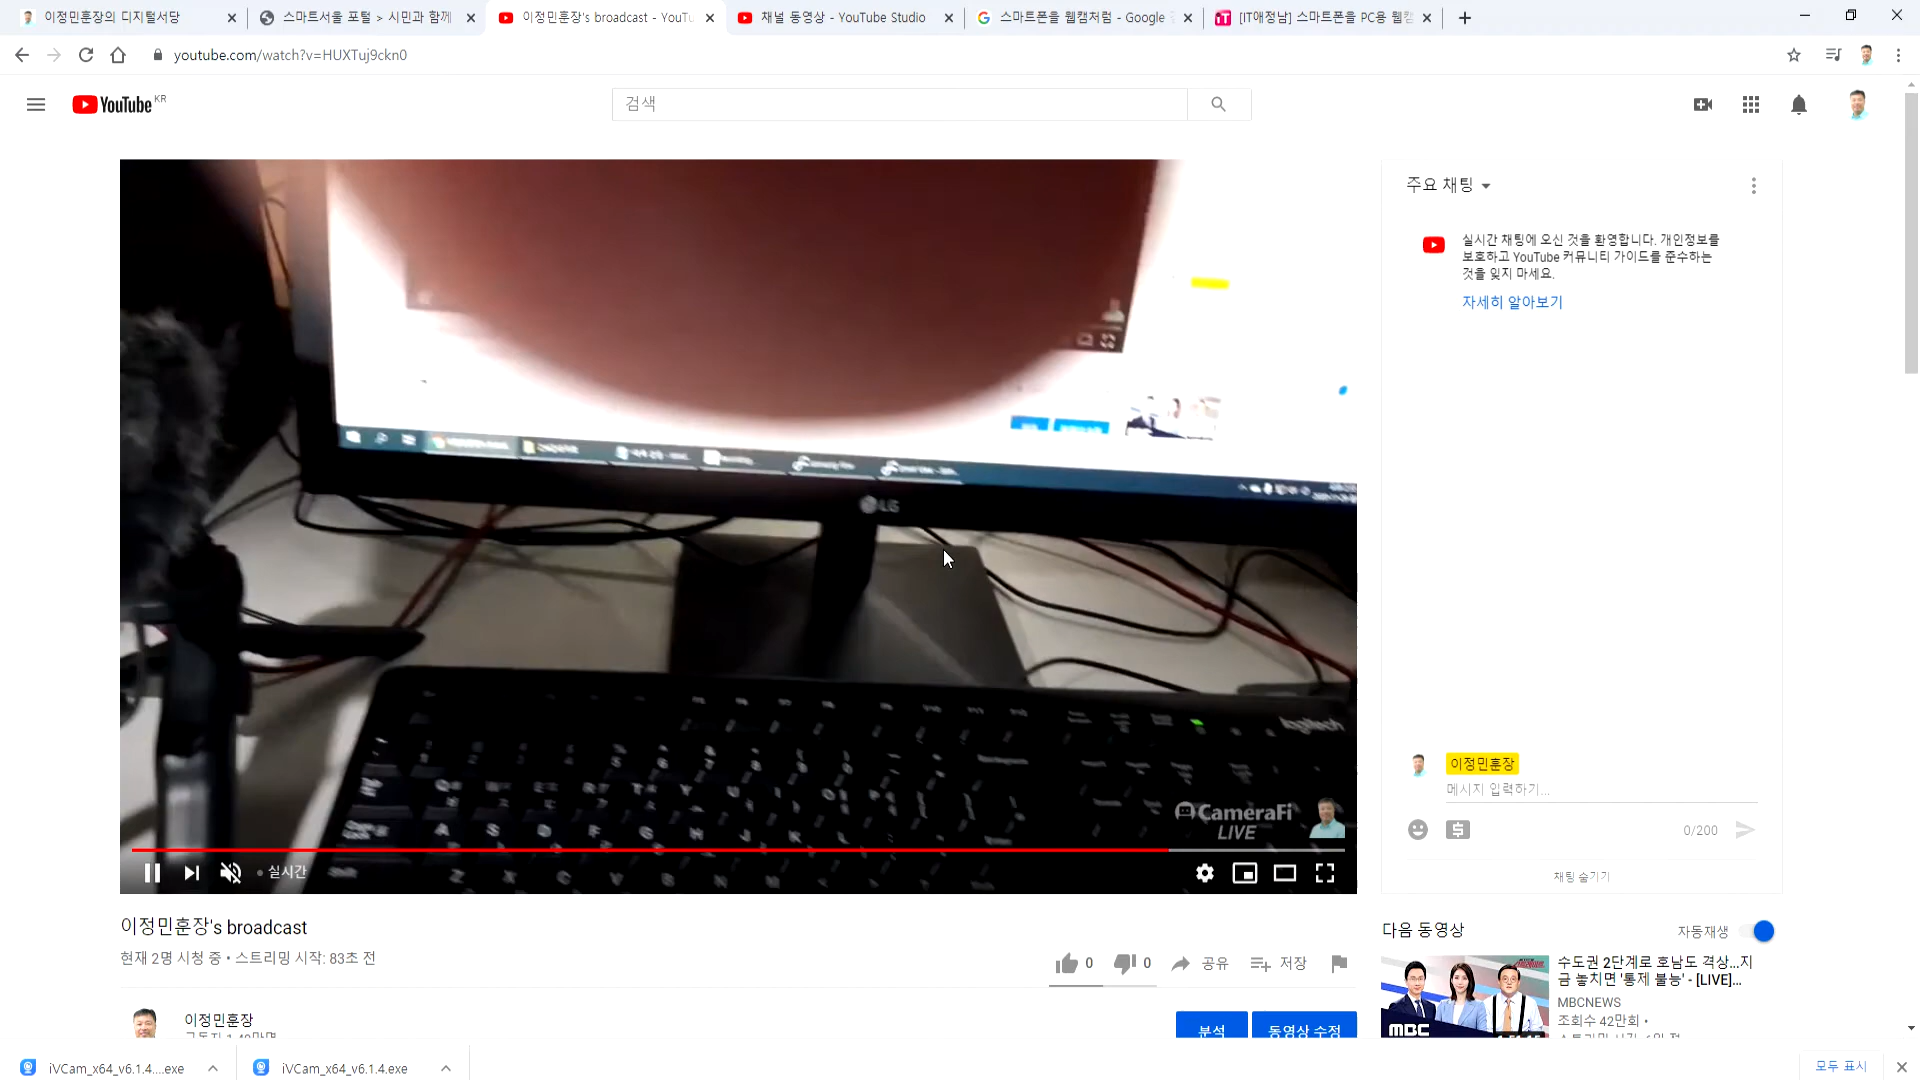 이정민훈장의 디지털서당
스마트서울 포털 > 시민과 함께
이정민훈장's broadcast - YouTu
채널 동영상 - YouTube Studio
스마트폰을 웹캠처럼 - Google
[IT애정남] 스마트폰을 PC용 웹캠
youtube.com/watch?v=HUXTuj9ckn0
YouTube KR
검색
주요 채팅
실시간 채팅에 오신 것을 환영합니다. 개인정보를
보호하고 YouTube 커뮤니티 가이드를 준수하는
것을 잊지 마세요.
자세히 알아보기
LG
logitech
CameraFi
LIVE
실시간
이정민훈장
메시지 입력하기...
0/200
채팅 숨기기
이정민훈장's broadcast
현재 2명 시청 중 • 스트리밍 시작: 83초 전
0
0
공유
저장
다음 동영상
자동재생
수도권 2단계로 호남도 격상...지
금 놓치면 '통제 불능' - [LIVE]...
MBCNEWS
조회수 42만회 •
MBC
이정민훈장
분석
동영상 수정
iVCam_x64_v6.1.4....exe
iVCam_x64_v6.1.4.exe
모두 표시